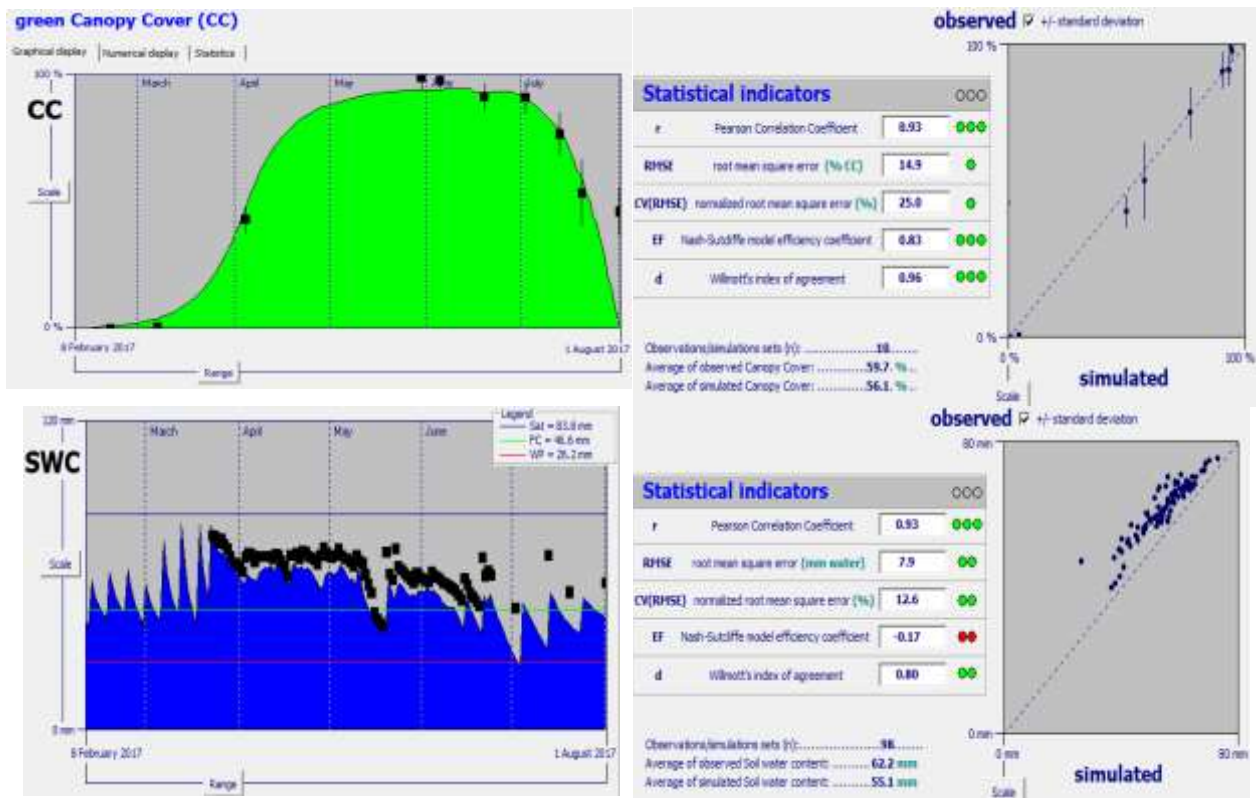 green Canopy Cover (CC)
Graphical display Numerical display Statistics
100 %
CC
Scale
0 %
March April May June July
8 February 2017 1 August 2017
Range
observed +/- standard deviation
100 %
Statistical indicators
r Pearson Correlation Coefficient 0.93
RMSE root mean square error (% CC) 14.9
CV(RMSE) normalized root mean square error (%) 25.0
EF Nash-Sutcliffe model efficiency coefficient 0.83
d Willmott's index of agreement 0.96
0 %
0 % 100 %
Observations/simulations sets (n): 10
Average of observed Canopy Cover: 59.7 %
Average of simulated Canopy Cover: 56.1 %
simulated
Scale
120 mm
SWC
Scale
0 mm
March April May June
Legend
Sat = 83.8 mm
FC = 46.6 mm
WP = 26.2 mm
8 February 2017 1 August 2017
Range
observed +/- standard deviation
80 mm
Statistical indicators
r Pearson Correlation Coefficient 0.93
RMSE root mean square error (mm water) 7.9
CV(RMSE) normalized root mean square error (%) 12.6
EF Nash-Sutcliffe model efficiency coefficient -0.17
d Willmott's index of agreement 0.80
0 mm
0 mm 80 mm
Observations/simulations sets (n): 98
Average of observed Soil water content: 62.2 mm
Average of simulated Soil water content: 55.1 mm
simulated
Scale